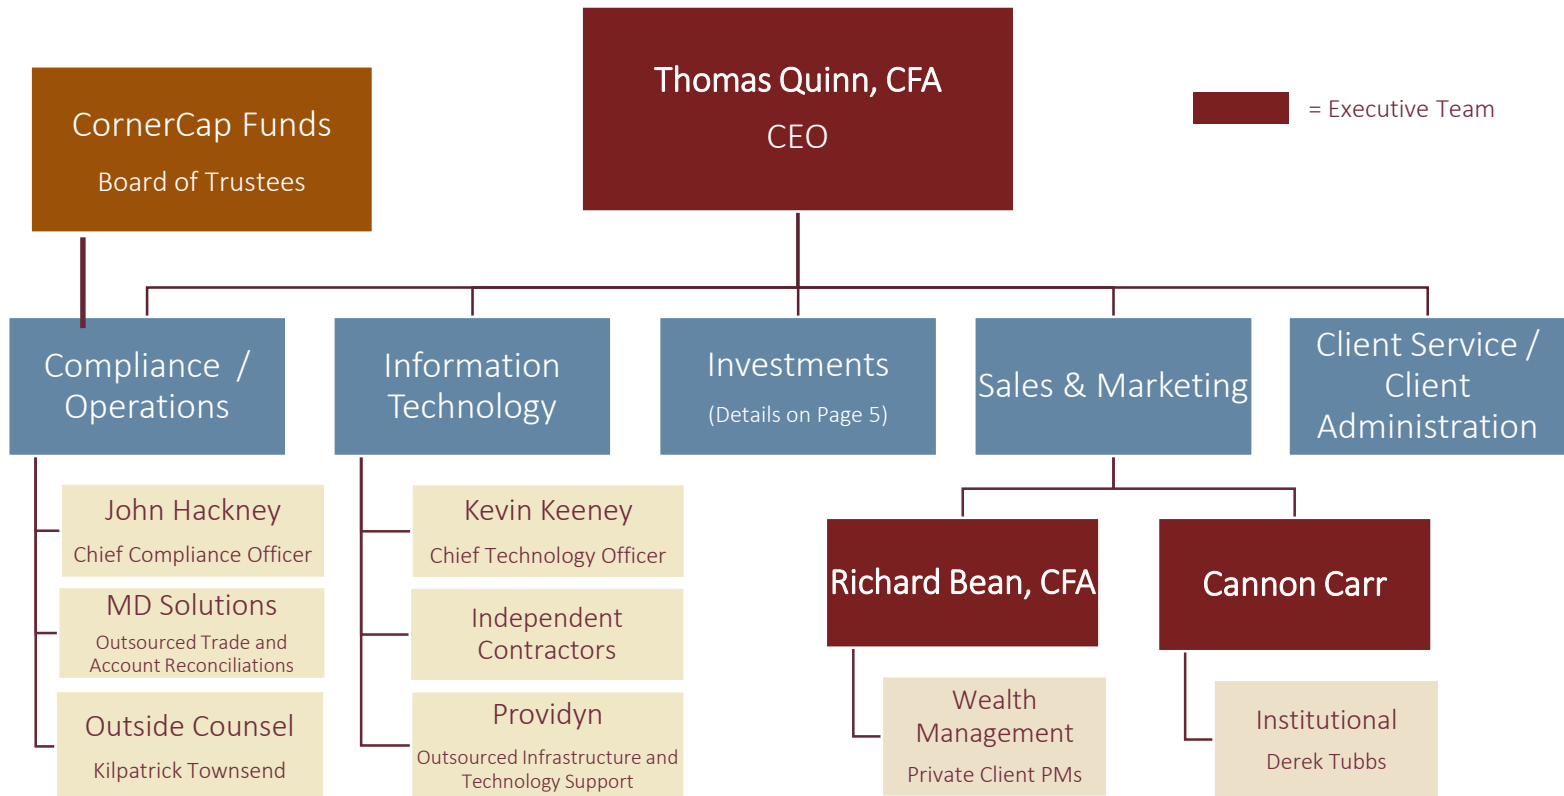 Thomas Quinn, CFA
CEO
CornerCap Funds
Board of Trustees
= Executive Team
Compliance /
Operations
Information
Technology
Investments
(Details on Page 5)
Sales & Marketing
Client Service /
Client
Administration
John Hackney
Chief Compliance Officer
MD Solutions
Outsourced Trade and
Account Reconciliations
Outside Counsel
Kilpatrick Townsend
Kevin Keeney
Chief Technology Officer
Independent
Contractors
Providyn
Outsourced Infrastructure and
Technology Support
Richard Bean, CFA
Wealth
Management
Private Client PMs
Cannon Carr
Institutional
Derek Tubbs